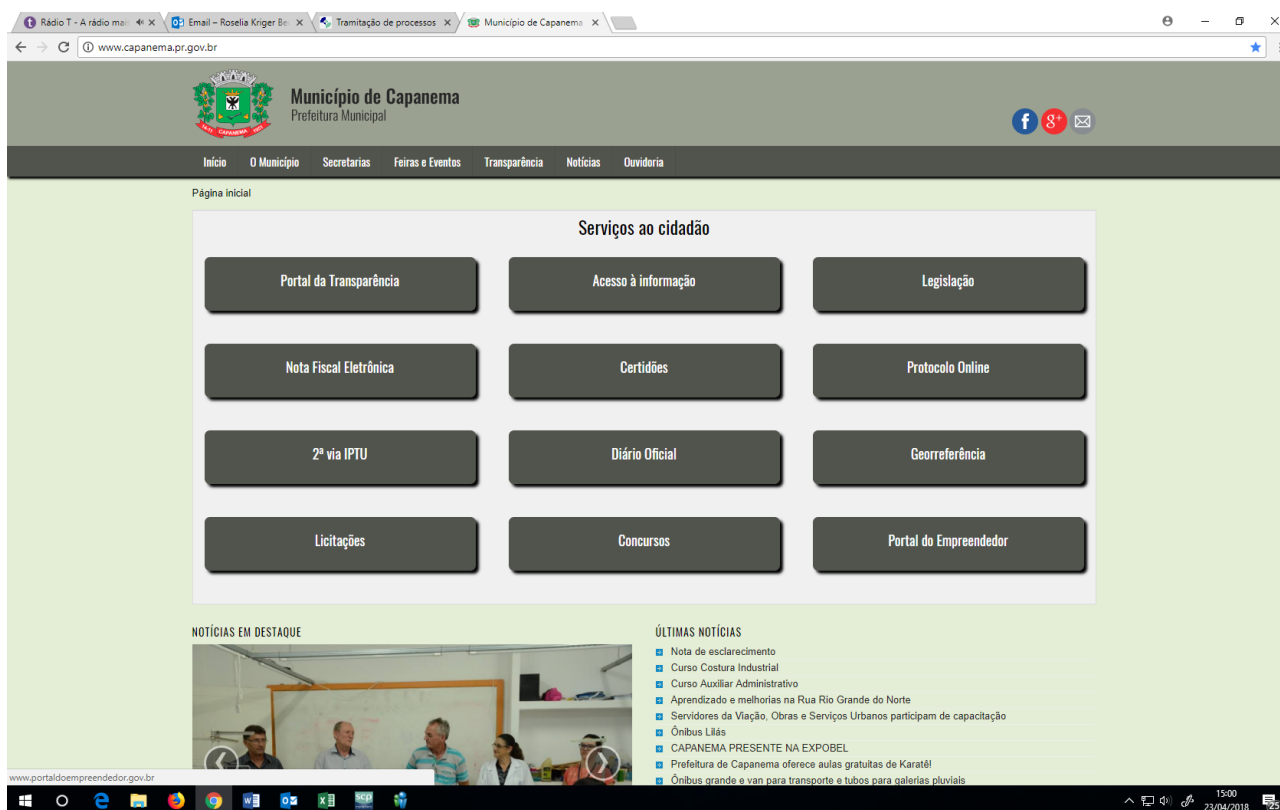 Rádio T - A rádio mai
Email – Roselia Kriger Be
Tramitação de processos
Município de Capanema
www.capanema.pr.gov.br
CAPANEMA
Município de Capanema
Prefeitura Municipal
Início O Município Secretarias Feiras e Eventos Transparência Notícias Ouvidoria
Página inicial
Serviços ao cidadão
Portal da Transparência Acesso à informação Legislação
Nota Fiscal Eletrônica Certidões Protocolo Online
2ª via IPTU Diário Oficial Georreferência
Licitações Concursos Portal do Empreendedor
NOTÍCIAS EM DESTAQUE
ÚLTIMAS NOTÍCIAS
Nota de esclarecimento
Curso Costura Industrial
Curso Auxiliar Administrativo
Aprendizado e melhorias na Rua Rio Grande do Norte
Servidores da Viação, Obras e Serviços Urbanos participam de capacitação
Ônibus Lilás
CAPANEMA PRESENTE NA EXPOBEL
Prefeitura de Capanema oferece aulas gratuitas de Karatê!
Ônibus grande e van para transporte e tubos para galerias pluviais
www.portaldoempreendedor.gov.br
scp
15:00
23/04/2018
25